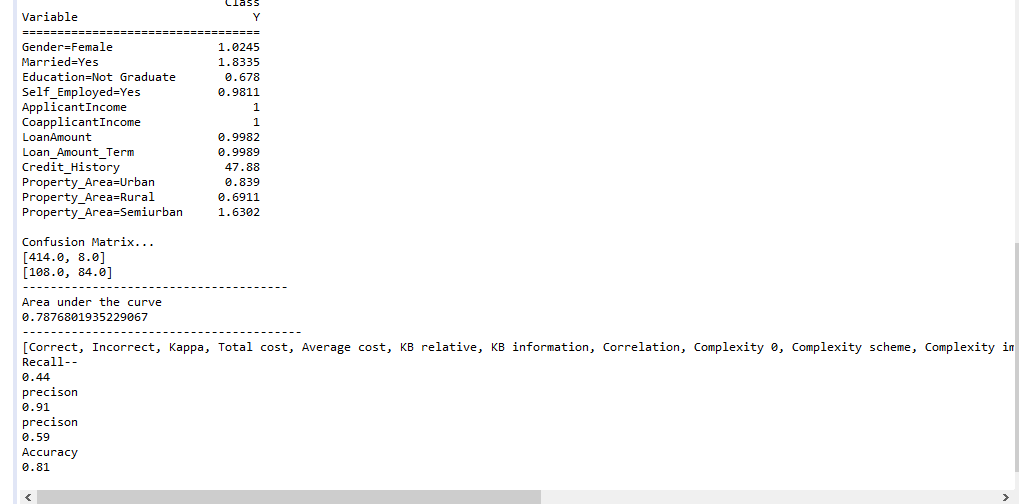 Class
Variable Y
==================================
Gender=Female 1.0245
Married=Yes 1.8335
Education=Not Graduate 0.678
Self_Employed=Yes 0.9811
ApplicantIncome 1
CoapplicantIncome 1
LoanAmount 0.9982
Loan_Amount_Term 0.9989
Credit_History 47.88
Property_Area=Urban 0.839
Property_Area=Rural 0.6911
Property_Area=Semiurban 1.6302
Confusion Matrix...
[414.0, 8.0]
[108.0, 84.0]
--------------------------------------
Area under the curve
0.7876801935229067
----------------------------------------
[Correct, Incorrect, Kappa, Total cost, Average cost, KB relative, KB information, Correlation, Complexity 0, Complexity scheme, Complexity im
Recall--
0.44
precison
0.91
precison
0.59
Accuracy
0.81